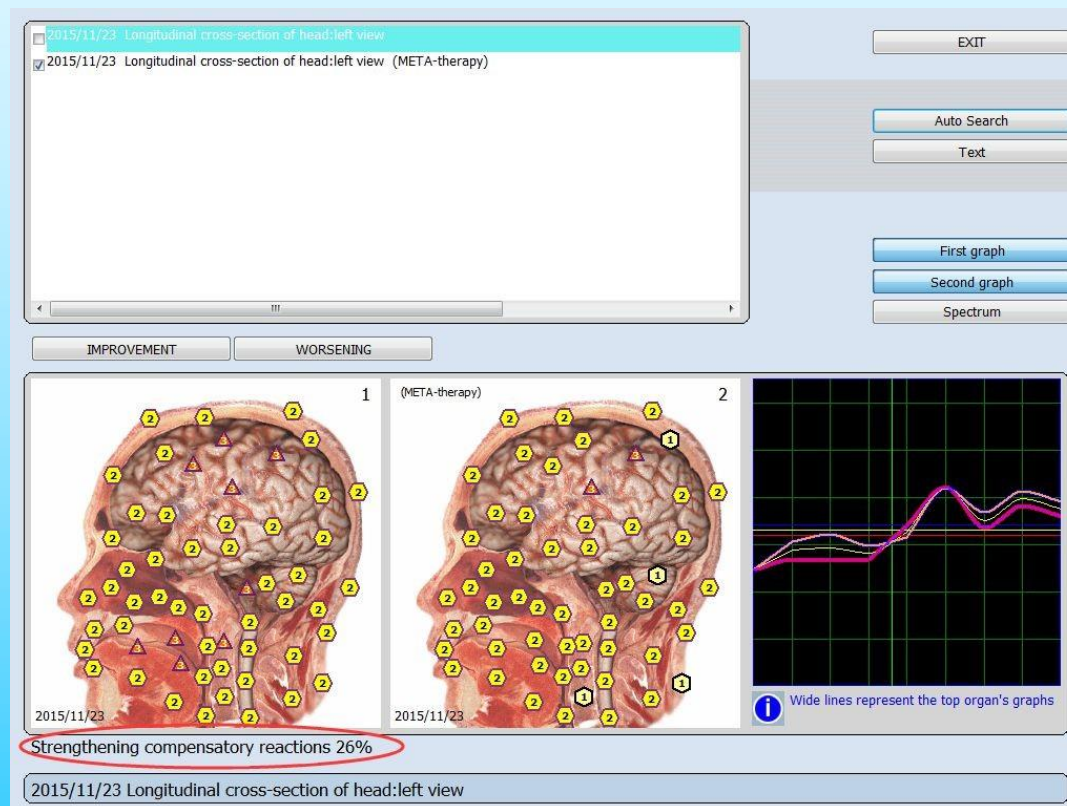 2015/11/23 Longitudinal cross-section of head:left view
2015/11/23 Longitudinal cross-section of head:left view (META-therapy)
EXIT
Auto Search
Text
First graph
Second graph
Spectrum
IMPROVEMENT
WORSENING
1
2015/11/23
(META-therapy)
2
2015/11/23
Wide lines represent the top organ's graphs
Strengthening compensatory reactions 26%
2015/11/23 Longitudinal cross-section of head:left view